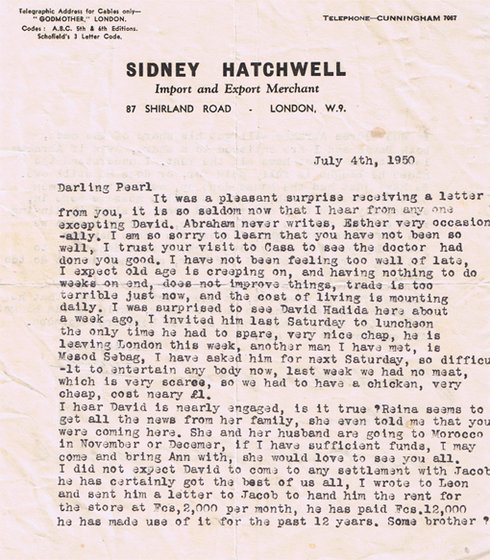 Telegraphic Address for Cables only—
"GODMOTHER," LONDON.
Codes: A.B.C. 5th & 6th Editions.
Schofield's 3 Letter Code.
TELEPHONE—CUNNINGHAM 7067
SIDNEY HATCHWELL
Import and Export Merchant
87 SHIRLAND ROAD - LONDON, W.9.
July 4th, 1950
Darling Pearl
It was a pleasant surprise receiving a letter
from you, it is so seldom now that I hear from any one
excepting David. Abraham never writes, Esther very occasion
-ally. I am so sorry to learn that you have not been so
well, I trust your visit to Casa to see the doctor had
done you good. I have not been feeling too well of late,
I expect old age is creeping on, and having nothing to do
weeks on end, does not improve things, trade is too
terrible just now, and the cost of living is mounting
daily. I was surprised to see David Hadida here about
a week ago, I invited him last Saturday to luncheon
the only time he had to spare, very nice chap, he is
leaving London this week, another man I have met, is
Mesod Sebag, I have asked him for next Saturday, so difficu
-lt to entertain any body now, last week we had no meat,
which is very scarce, so we had to have a chicken, very
cheap, cost neary £1.
I hear David is nearly engaged, is it true ?Reina seems to
get all the news from her family, she even told me that you
were coming here. She and her husband are going to Morocco
in November or Decemer, if I have sufficient funds, I may
come and bring Ann with, she would love to see you all.
I did not expect David to come to any settlement with Jacob
he has certainly got the best of us all, I wrote to Leon
and sent him a letter to Jacob to hand him the rent for
the store at Fcs,2,000 per month, he has paid Fcs.12,000
he has made use of it for the past 12 years. Some brother ?